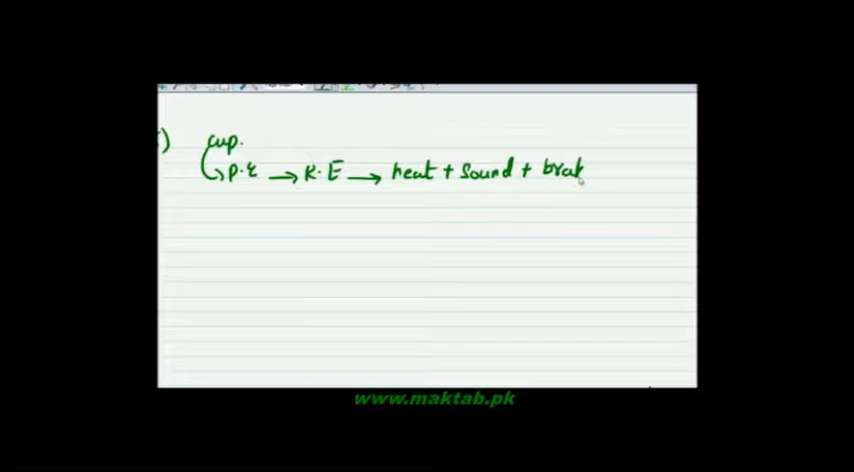 cup.
→ P.E → K.E → heat + sound + brak
www.maktab.pk